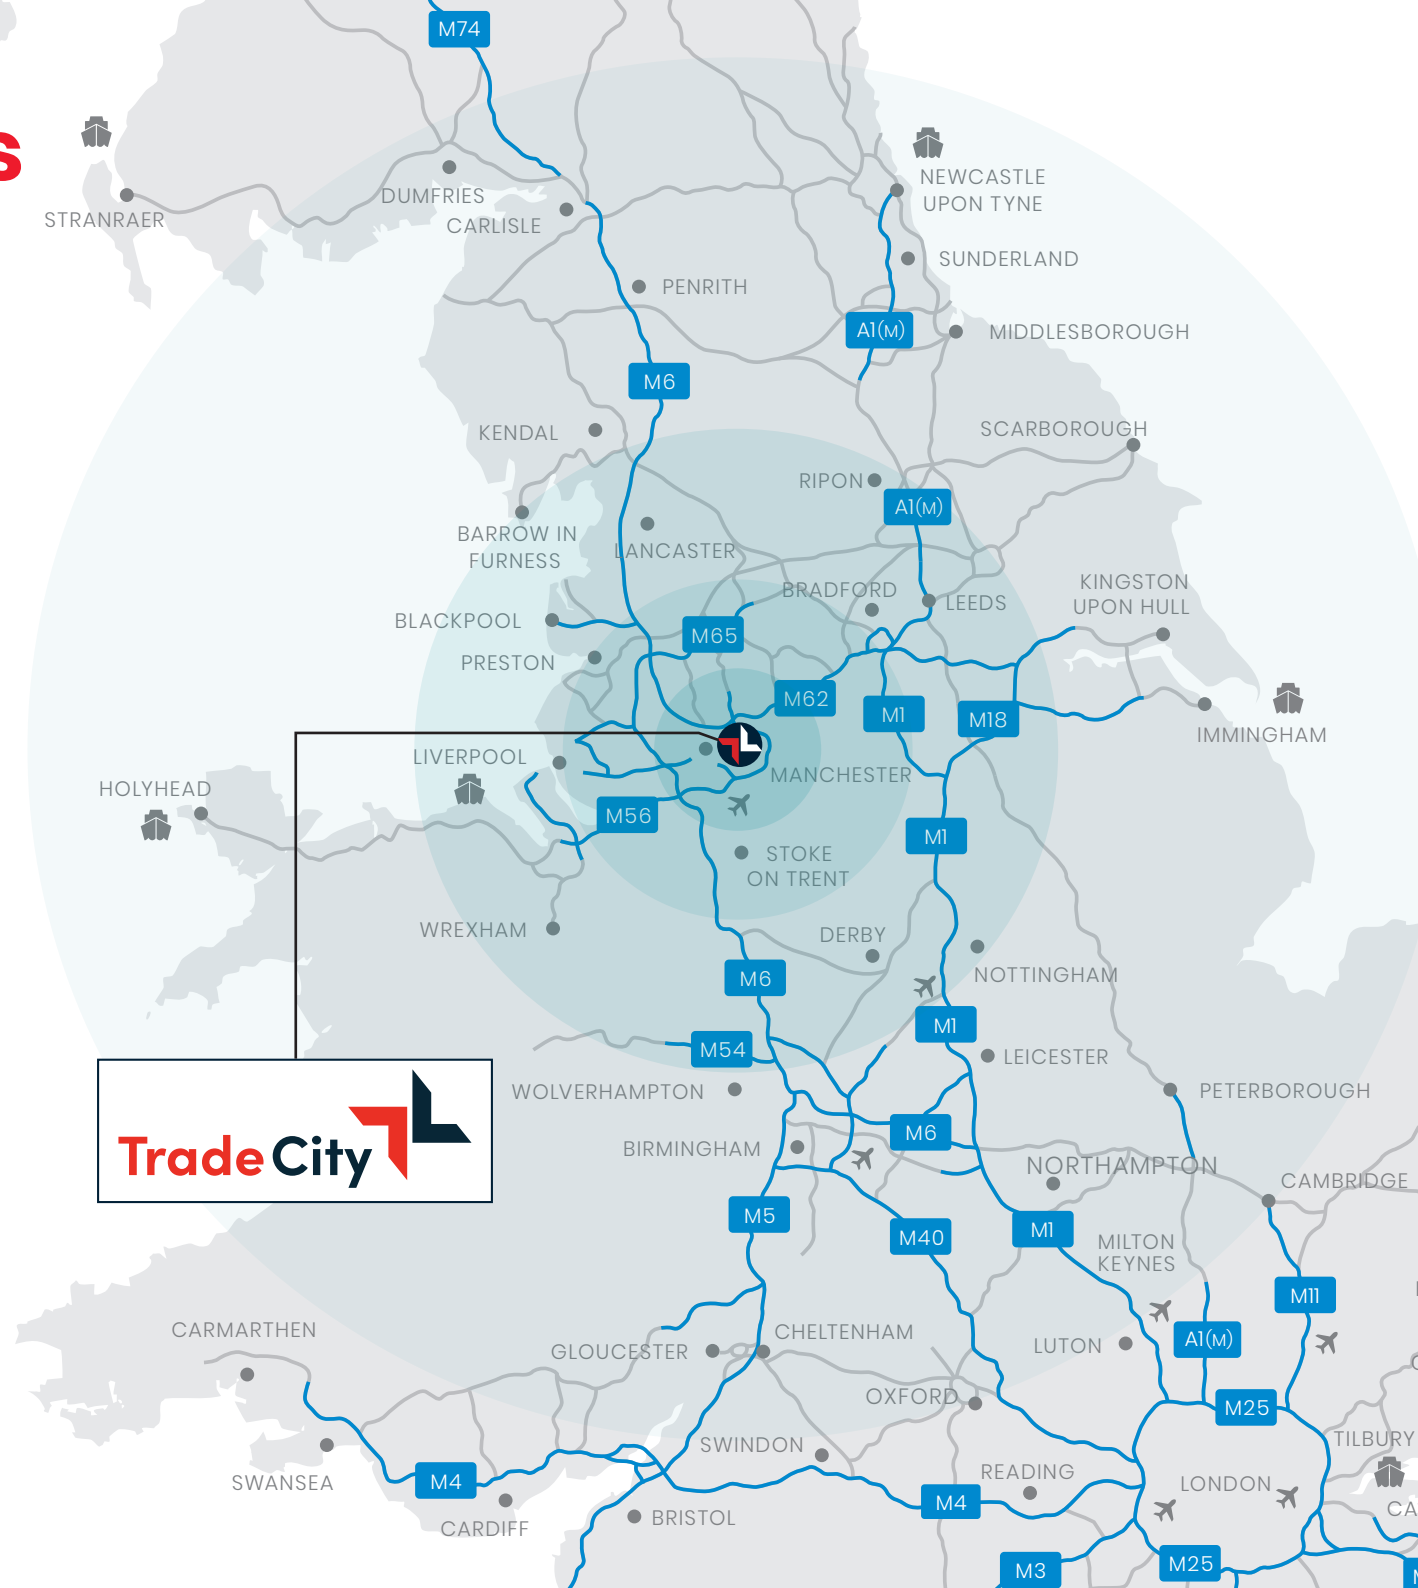 M74
s
STRANRAER
DUMFRIES
CARLISLE
NEWCASTLE
UPON TYNE
SUNDERLAND
PENRITH
A1(M)
MIDDLESBOROUGH
M6
KENDAL
SCARBOROUGH
RIPON
A1(M)
BARROW IN
FURNESS
LANCASTER
BRADFORD
LEEDS
KINGSTON
UPON HULL
BLACKPOOL
M65
PRESTON
M62
M1
M18
IMMINGHAM
LIVERPOOL
MANCHESTER
HOLYHEAD
M56
M1
STOKE
ON TRENT
WREXHAM
DERBY
NOTTINGHAM
M6
M1
M54
LEICESTER
WOLVERHAMPTON
PETERBOROUGH
Trade City
M6
BIRMINGHAM
NORTHAMPTON
CAMBRIDGE
M5
M40
M1
MILTON
KEYNES
M11
CARMARTHEN
GLOUCESTER
CHELTENHAM
LUTON
A1(M)
OXFORD
M25
SWINDON
TILBURY
SWANSEA
M4
READING
LONDON
M4
CA
CARDIFF
BRISTOL
M3
M25